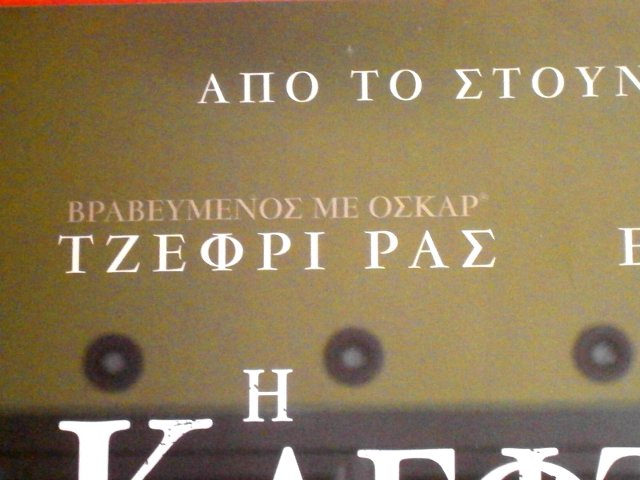 ΑΠΟ ΤΟ ΣΤΟΥΝ
ΒΡΑΒΕΥΜΕΝΟΣ ΜΕ ΟΣΚΑΡ®
ΤΖΕΦΡΙ ΡΑΣ
Η